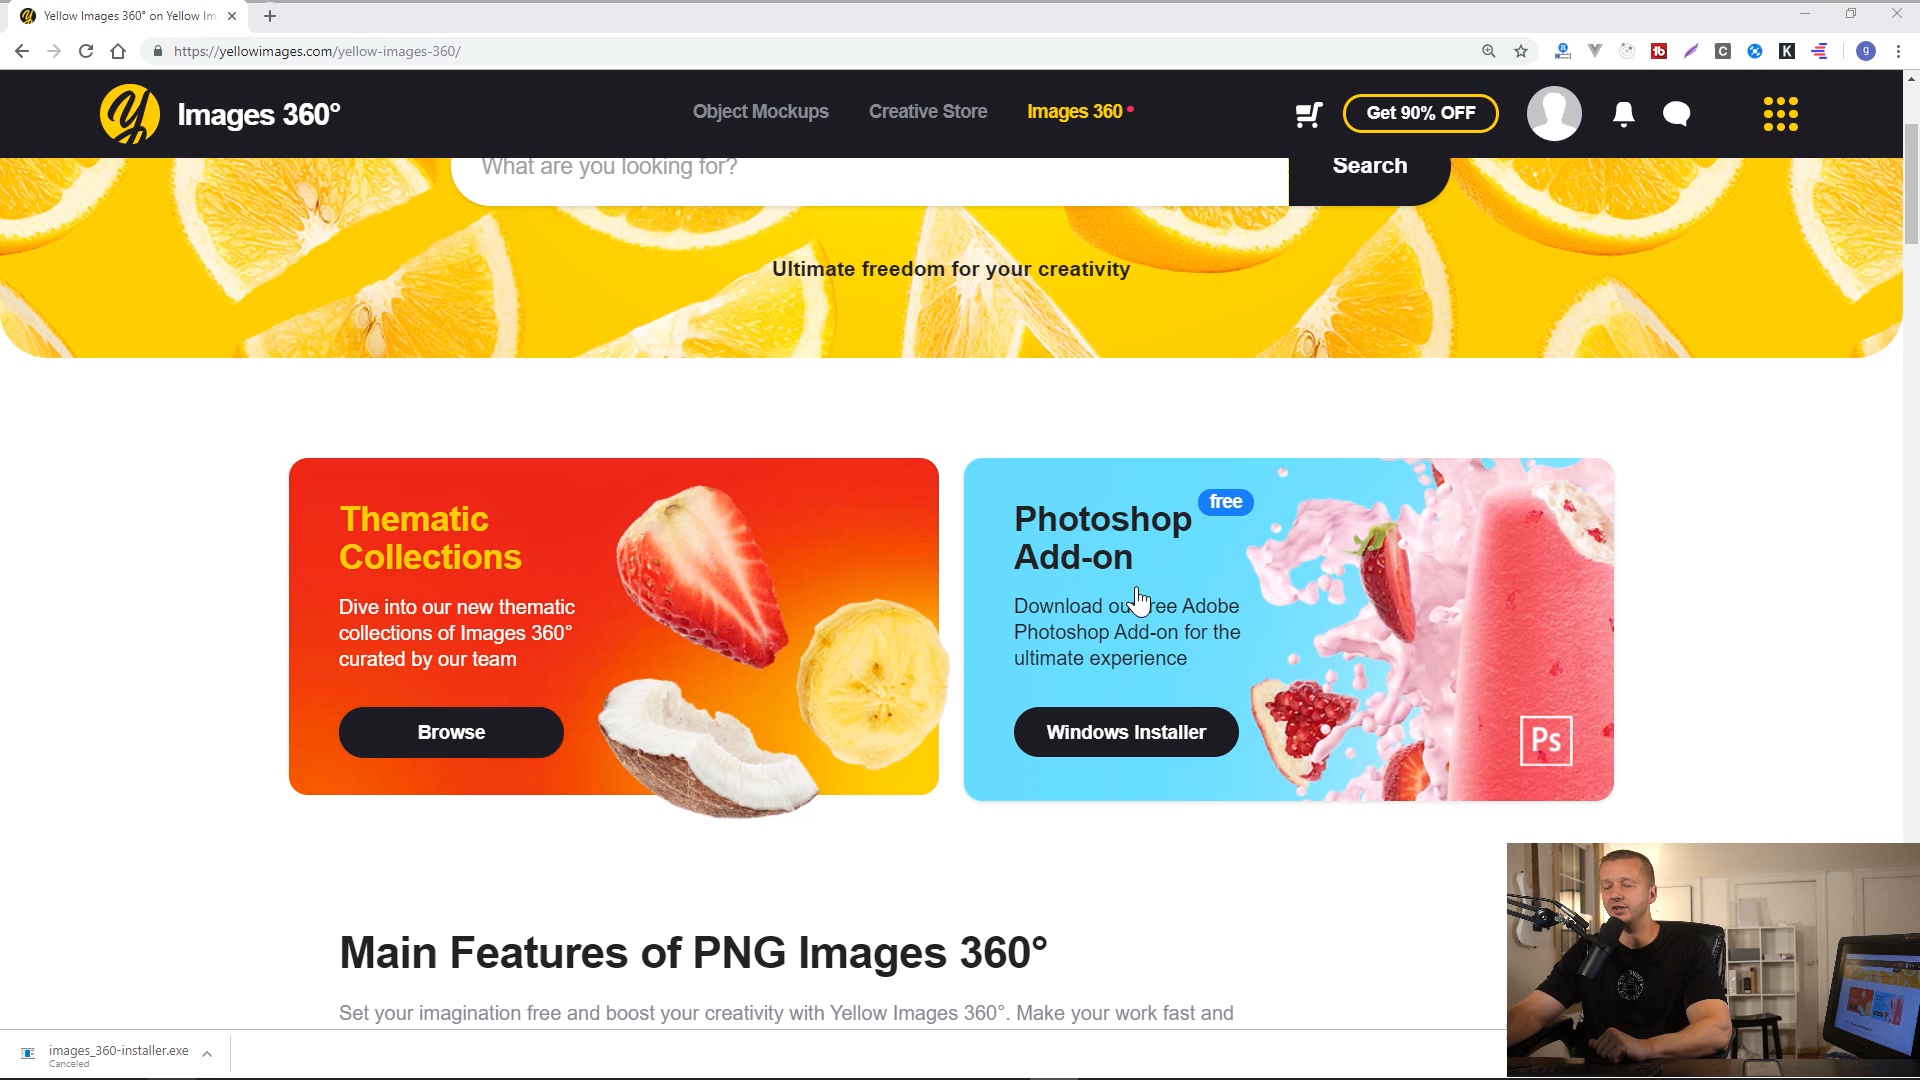 Yellow Images 360° on Yellow Im
https://yellowimages.com/yellow-images-360/
Images 360°
Object Mockups
Creative Store
Images 360
Get 90% OFF
What are you looking for?
Search
Ultimate freedom for your creativity
Thematic
Collections
Dive into our new thematic
collections of Images 360°
curated by our team
Browse
Photoshop
free
Add-on
Download ou ree Adobe
Photoshop Add-on for the
ultimate experience
Windows Installer
Ps
Main Features of PNG Images 360°
Set your imagination free and boost your creativity with Yellow Images 360°. Make your work fast and
images_360-installer.exe
Canceled